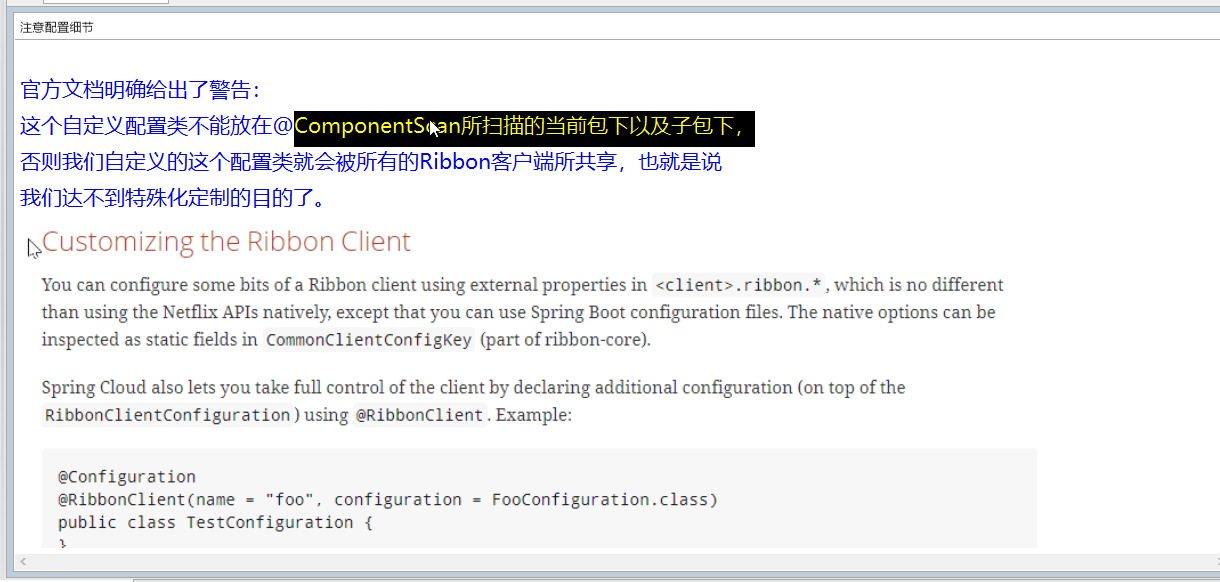 注意配置细节
官方文档明确给出了警告：
这个自定义配置类不能放在@ComponentScan所扫描的当前包下以及子包下，
否则我们自定义的这个配置类就会被所有的Ribbon客户端所共享，也就是说
我们达不到特殊化定制的目的了。
Customizing the Ribbon Client
You can configure some bits of a Ribbon client using external properties in <client>.ribbon.*, which is no different
than using the Netflix APIs natively, except that you can use Spring Boot configuration files. The native options can be
inspected as static fields in CommonClientConfigKey (part of ribbon-core).
Spring Cloud also lets you take full control of the client by declaring additional configuration (on top of the
RibbonClientConfiguration) using @RibbonClient. Example:
@Configuration
@RibbonClient(name = "foo", configuration = FooConfiguration.class)
public class TestConfiguration {
}